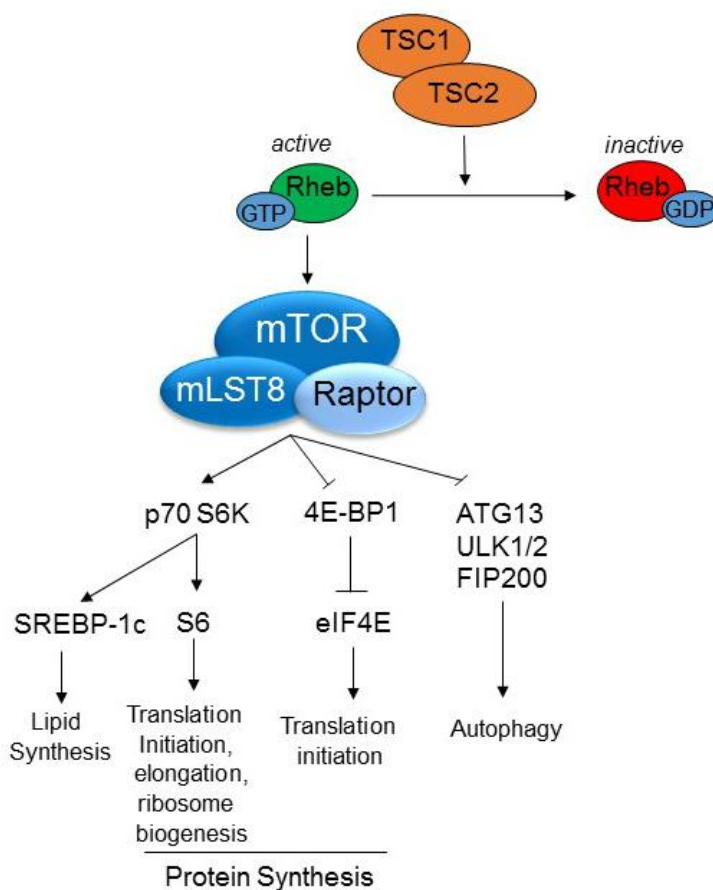 TSC1
TSC2
active
inactive
Rheb
GTP
Rheb
GDP
mTOR
mLST8
Raptor
p70 S6K
4E-BP1
ATG13
ULK1/2
FIP200
SREBP-1c
S6
eIF4E
Lipid
Synthesis
Translation
Initiation,
elongation,
ribosome
biogenesis
Translation
initiation
Autophagy
Protein Synthesis